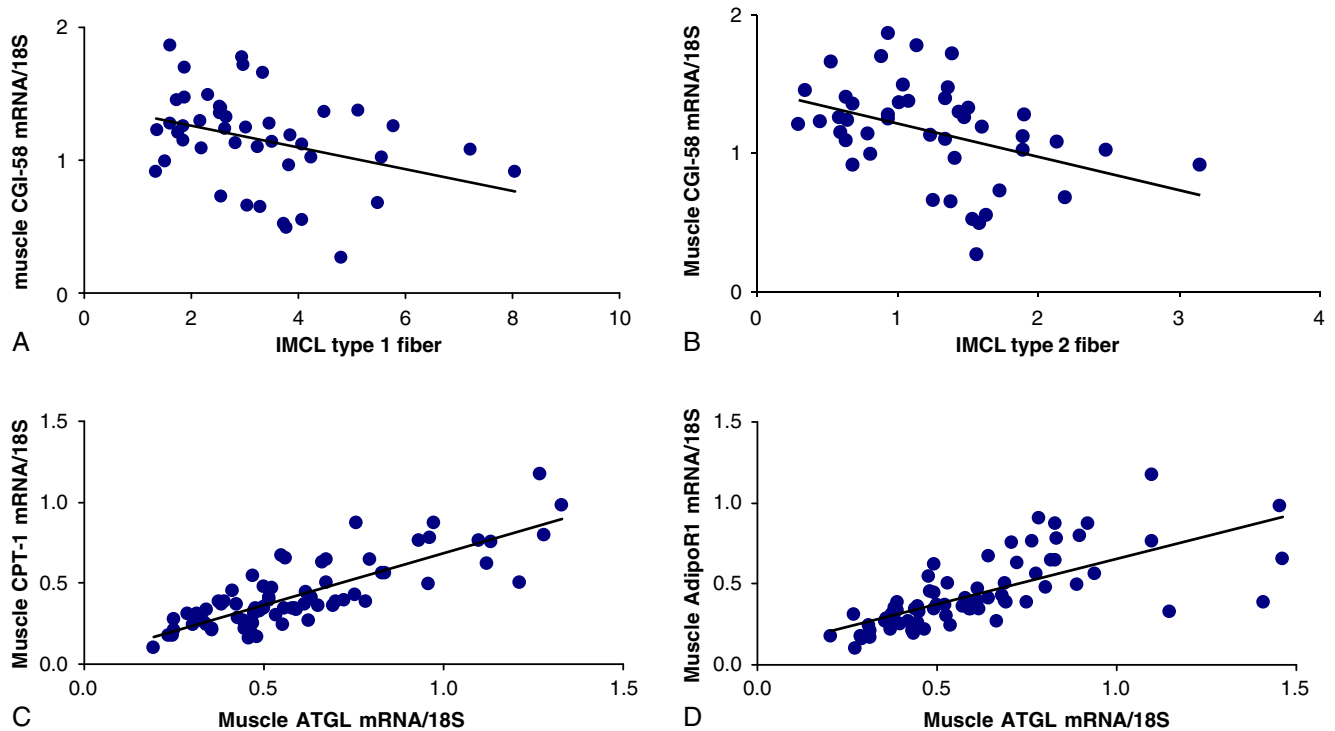 2
1
0
muscle CGI-58 mRNA/18S
0 2 4 6 8 10
IMCL type 1 fiber
A
2
1
0
Muscle CGI-58 mRNA/18S
0 1 2 3 4
IMCL type 2 fiber
B
1.5
1.0
0.5
0.0
Muscle CPT-1 mRNA/18S
0.0 0.5 1.0 1.5
Muscle ATGL mRNA/18S
C
1.5
1.0
0.5
0.0
Muscle AdipoR1 mRNA/18S
0.0 0.5 1.0 1.5
Muscle ATGL mRNA/18S
D